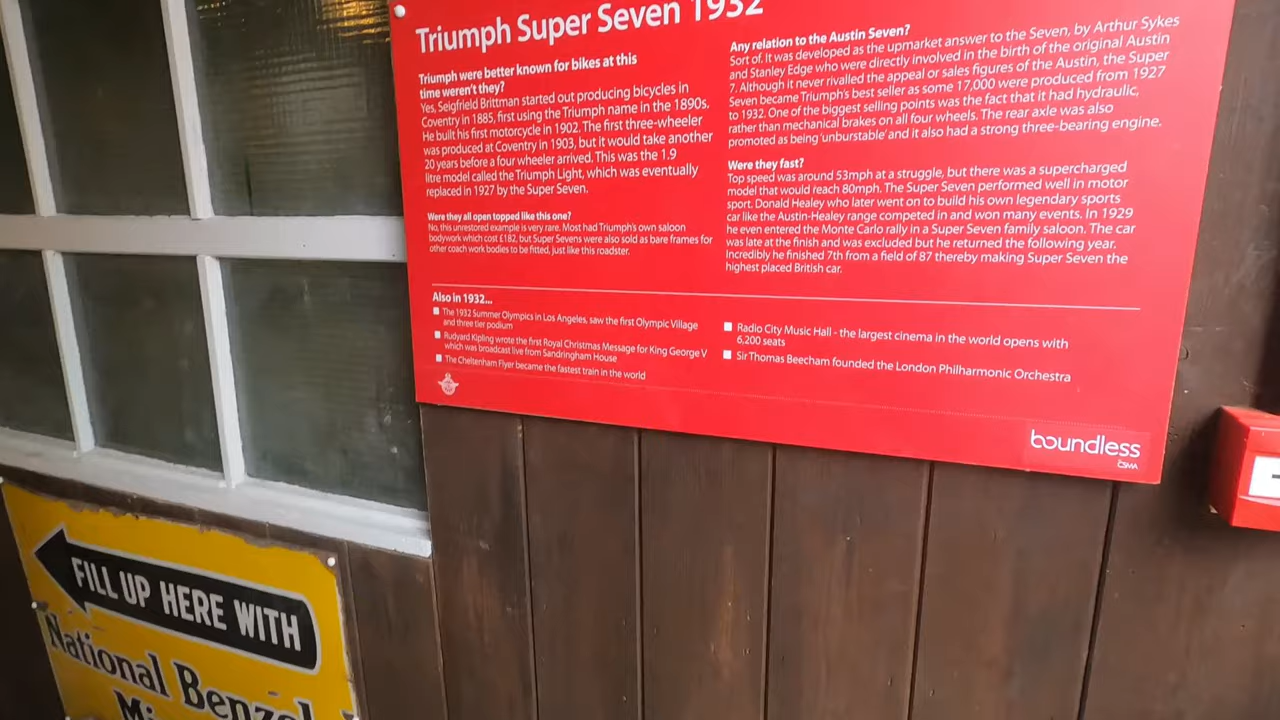 Triumph Super Seven 1932
Triumph were better known for bikes at this
time weren't they?
Yes, Seigfield Brittman started out producing bicycles in
Coventry in 1885, first using the Triumph name in the 1890s.
He built his first motorcycle in 1902. The first three-wheeler
was produced at Coventry in 1903, but it would take another
20 years before a four wheeler arrived. This was the 1.9
litre model called the Triumph Light, which was eventually
replaced in 1927 by the Super Seven.
Were they all open topped like this one?
No, this unrestored example is very rare. Most had Triumph's own saloon
bodywork which cost £182, but Super Sevens were also sold as bare frames for
other coach work bodies to be fitted, just like this roadster.
Any relation to the Austin Seven?
Sort of. It was developed as the upmarket answer to the Seven, by Arthur Sykes
and Stanley Edge who were directly involved in the birth of the original Austin
7. Although it never rivalled the appeal or sales figures of the Austin, the Super
Seven became Triumph's best seller as some 17,000 were produced from 1927
to 1932. One of the biggest selling points was the fact that it had hydraulic,
rather than mechanical brakes on all four wheels. The rear axle was also
promoted as being 'unburstable' and it also had a strong three-bearing engine.
Were they fast?
Top speed was around 53mph at a struggle, but there was a supercharged
model that would reach 80mph. The Super Seven performed well in motor
sport. Donald Healey who later went on to build his own legendary sports
car like the Austin-Healey range competed in and won many events. In 1929
he even entered the Monte Carlo rally in a Super Seven family saloon. The car
was late at the finish and was excluded but he returned the following year.
Incredibly he finished 7th from a field of 87 thereby making Super Seven the
highest placed British car.
Also in 1932...
The 1932 Summer Olympics in Los Angeles, saw the first Olympic Village
and three tier podium
Rudyard Kipling wrote the first Royal Christmas Message for King George V
which was broadcast live from Sandringham House
The Cheltenham Flyer became the fastest train in the world
Radio City Music Hall - the largest cinema in the world opens with
6,200 seats
Sir Thomas Beecham founded the London Philharmonic Orchestra
boundless
CSMA
FILL UP HERE WITH
National Benzol